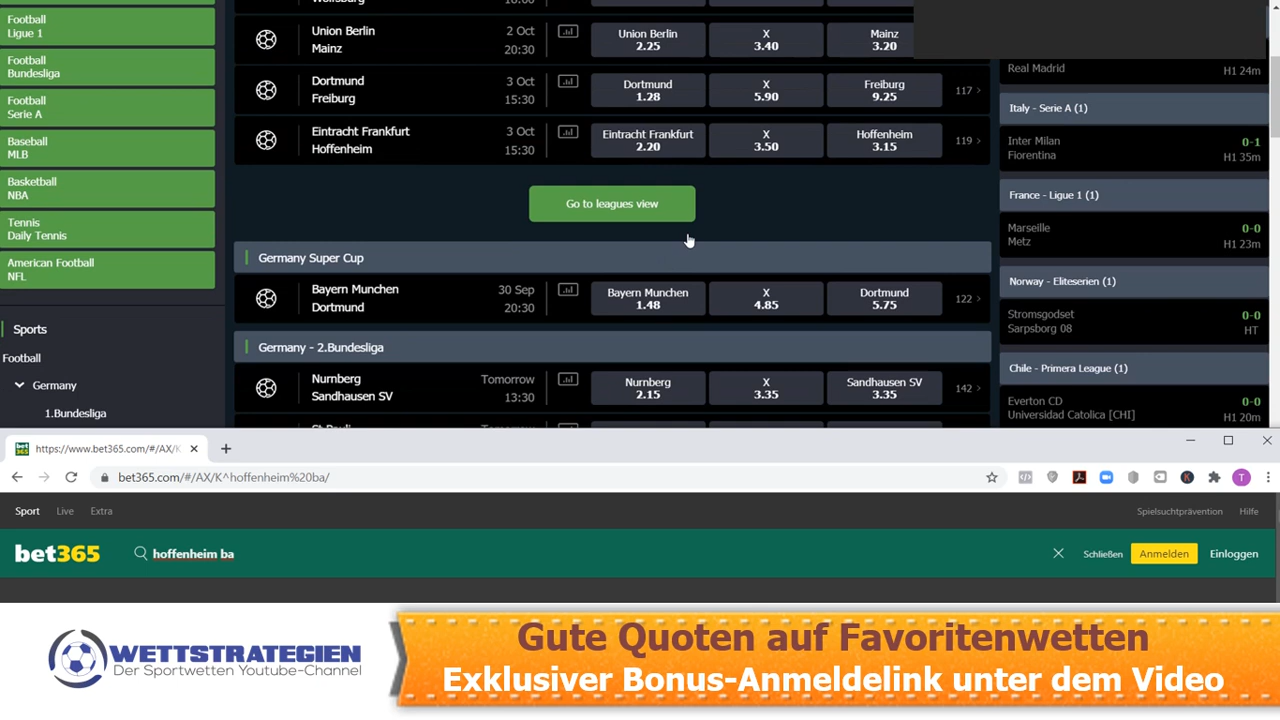 Football
Ligue 1
Football
Bundesliga
Football
Serie A
Baseball
MLB
Basketball
NBA
Tennis
Daily Tennis
American Football
NFL
Sports
Football
Germany
1.Bundesliga
Union Berlin 2 Oct Union Berlin X Mainz
Mainz 20:30 2.25 3.40 3.20
Dortmund 3 Oct Dortmund X Freiburg 117 >
Freiburg 15:30 1.28 5.90 9.25
Eintracht Frankfurt 3 Oct Eintracht Frankfurt X Hoffenheim 119 >
Hoffenheim 15:30 2.20 3.50 3.15
Go to leagues view
Germany Super Cup
Bayern Munchen 30 Sep Bayern Munchen X Dortmund 122 >
Dortmund 20:30 1.48 4.85 5.75
Germany - 2.Bundesliga
Nurnberg Tomorrow Nurnberg X Sandhausen SV 142 >
Sandhausen SV 13:30 2.15 3.35 3.35
Real Madrid H1 24m
Italy - Serie A (1)
Inter Milan 0-1
Fiorentina H1 35m
France - Ligue 1 (1)
Marseille 0-0
Metz H1 23m
Norway - Eliteserien (1)
Stromsgodset 0-0
Sarpsborg 08 HT
Chile - Primera League (1)
Everton CD 0-0
Universidad Catolica [CHI] H1 20m
https://www.bet365.com/#/AX/K
bet365.com/#/AX/K^hoffenheim%20ba/
Sport Live Extra Spielsuchtprävention Hilfe
bet365 hoffenheim ba Schließen Anmelden Einloggen
WETTSTRATEGIEN
Der Sportwetten Youtube-Channel
Gute Quoten auf Favoritenwetten
Exklusiver Bonus-Anmeldelink unter dem Video